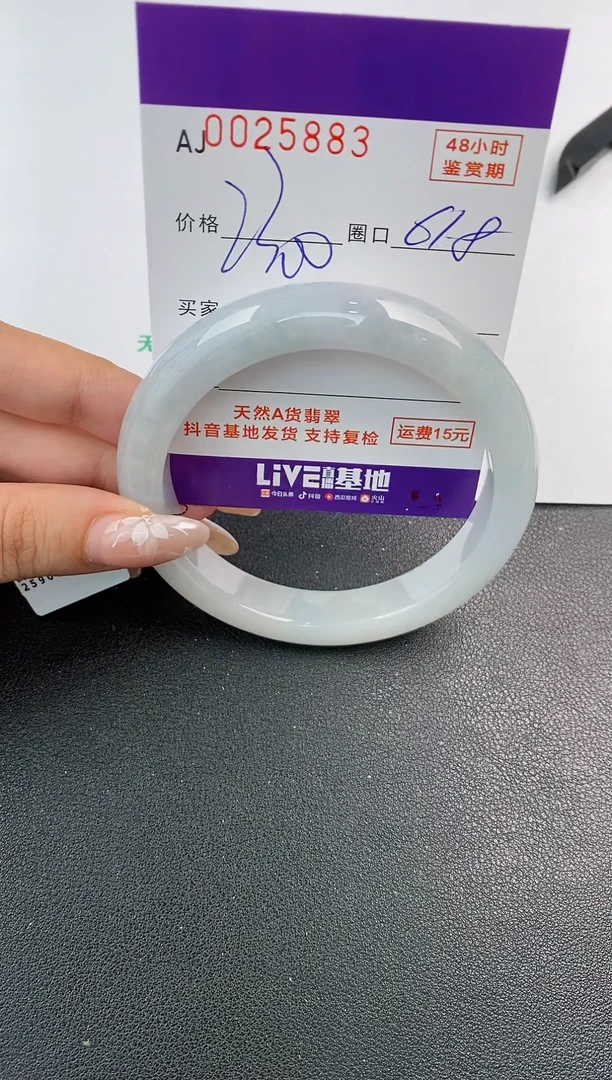 AJ0025883
48小时
鉴赏期
价格
圈口 61.8
买家
天然A货翡翠
抖音基地发货 支持复检
运费15元
LiVE直播基地
今日头条 抖音 西瓜视频 火山
无
2590